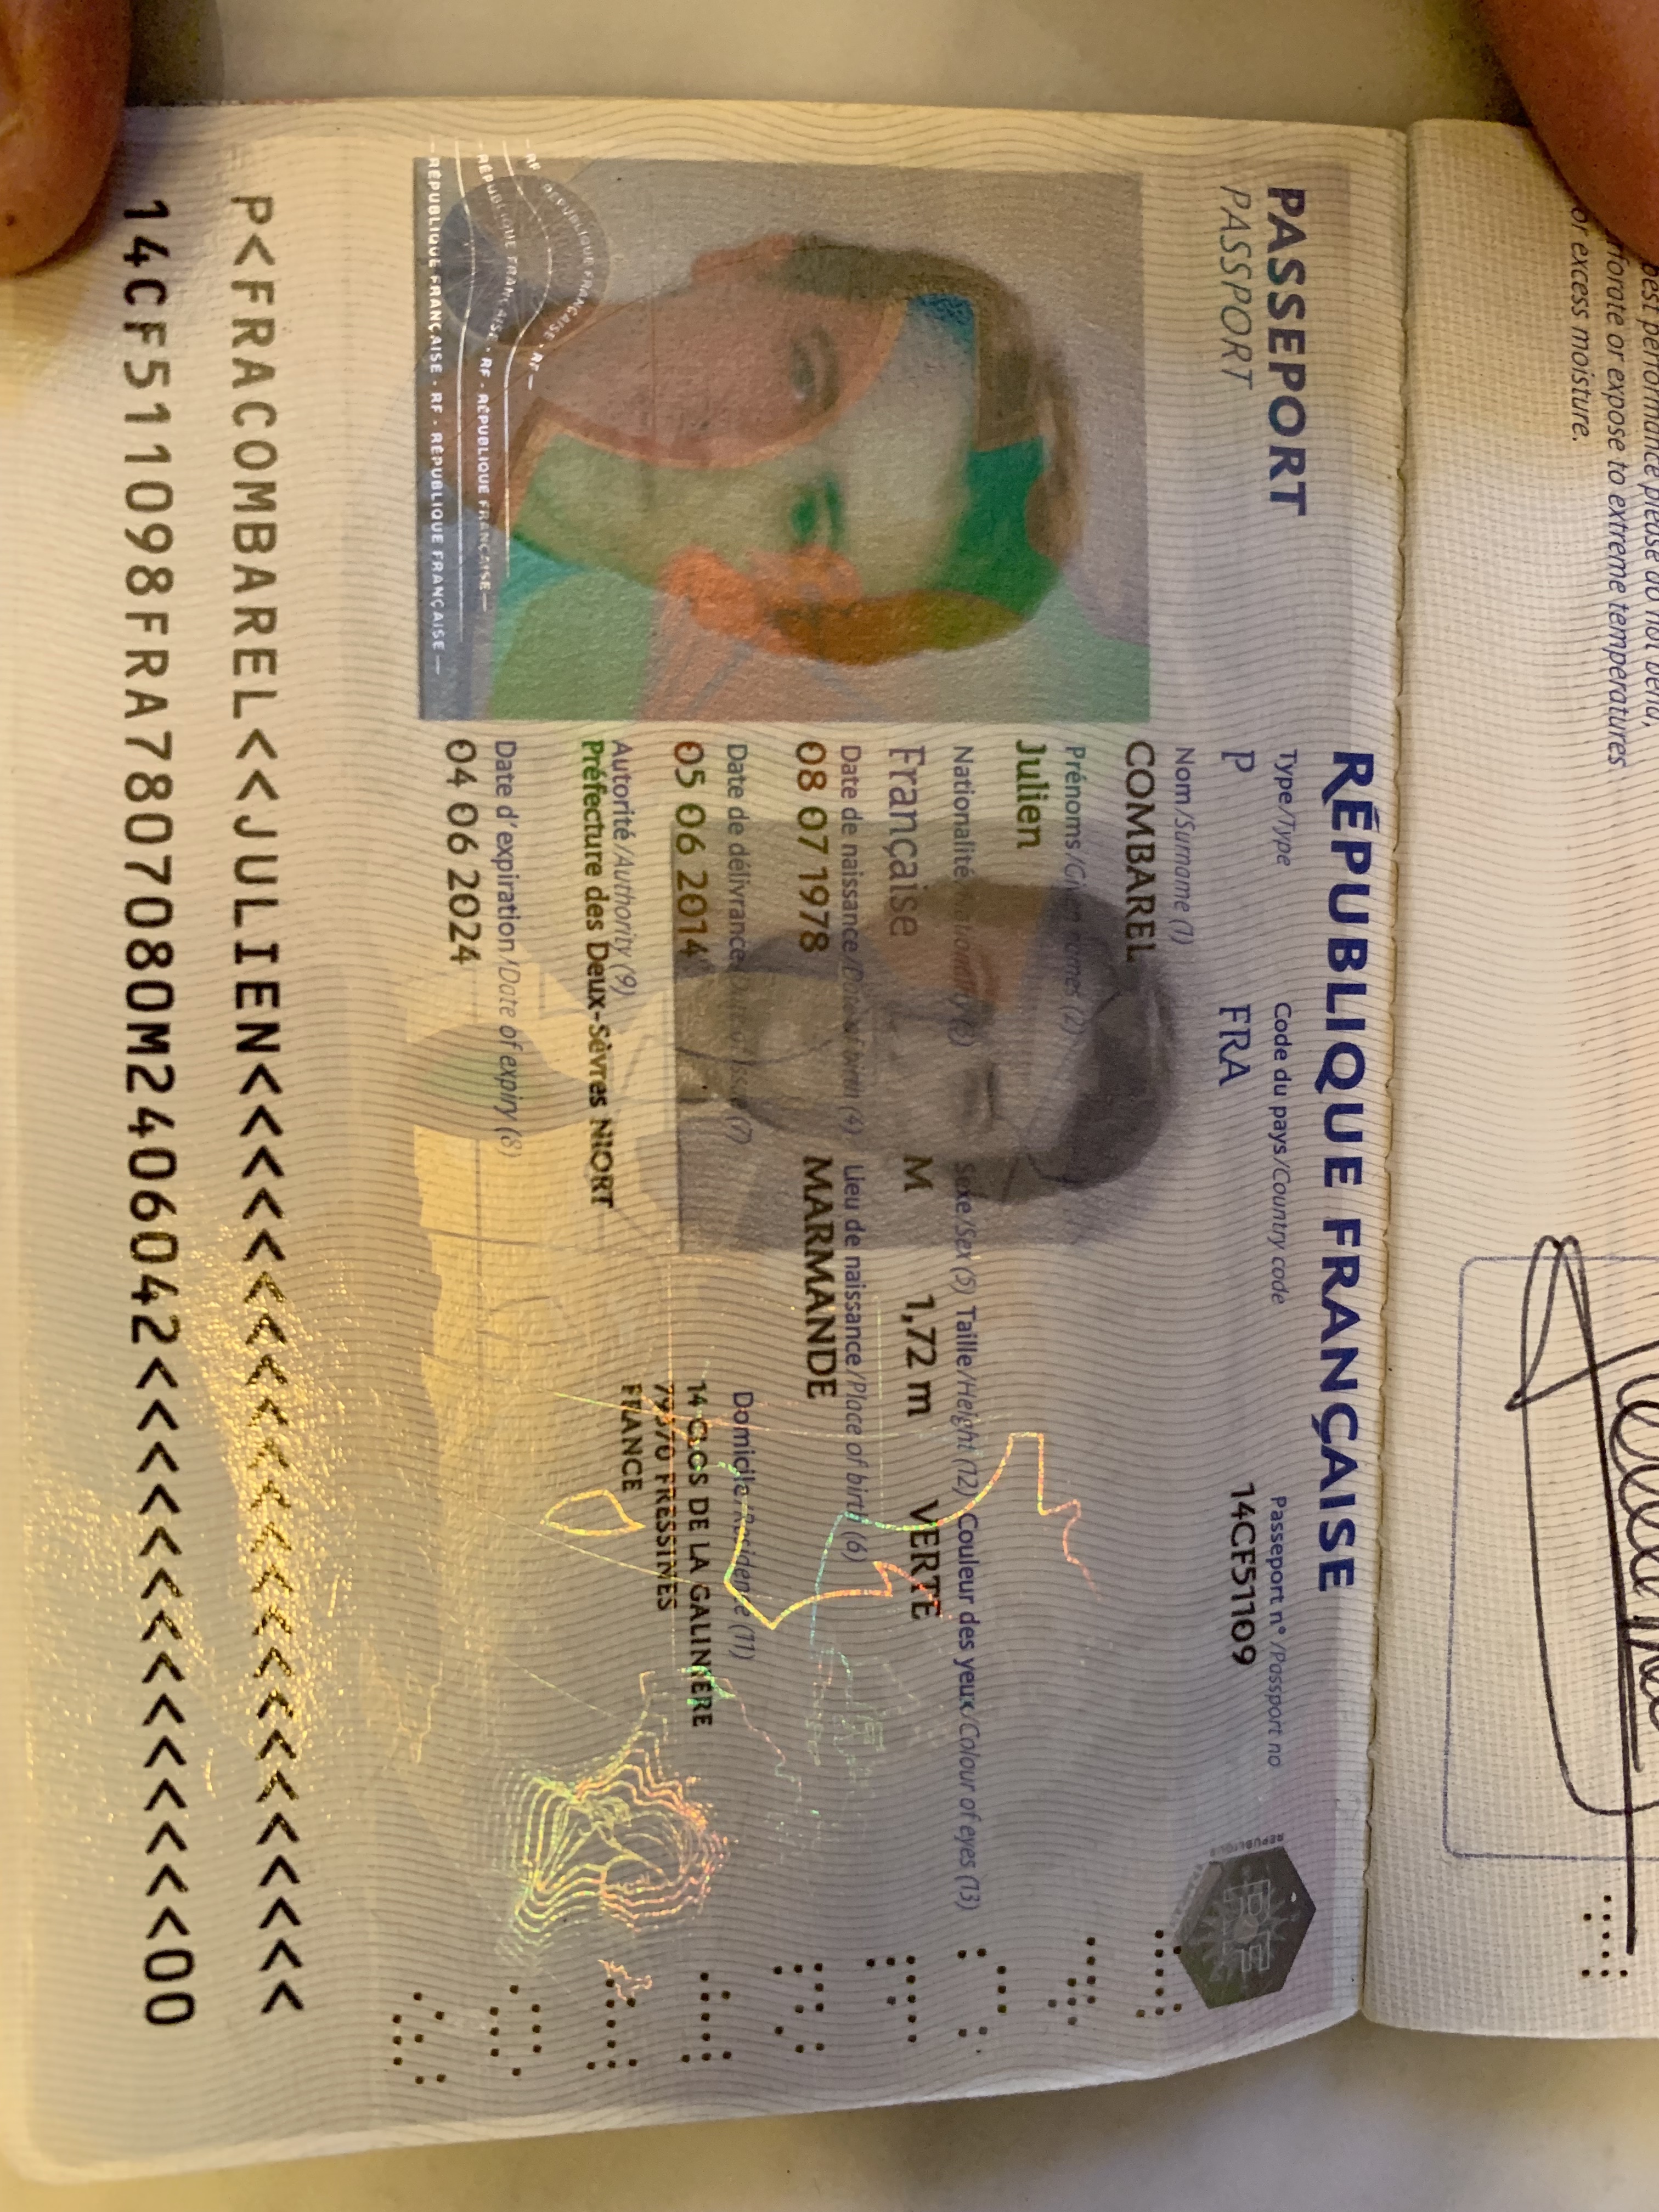 best performance please do not bend,
forate or expose to extreme temperatures
or excess moisture.
RÉPUBLIQUE FRANÇAISE
PASSEPORT
PASSPORT
Type/Type Code du pays/Country code Passeport n°/Passport no
P FRA 14CF51109
Nom/Surname (1)
COMBAREL
Prénoms/Given names (2)
Julien
Nationalité/Nationality (3) Sexe/Sex (5) Taille/Height (12) Couleur des yeux/Colour of eyes (13)
Française M 1,72 m VERTE
Date de naissance/Date of birth (4) Lieu de naissance/Place of birth (6)
08 07 1978 MARMANDE
Date de délivrance/Date of issue (7) Domicile/Residence (11)
05 06 2014 14 CLOS DE LA GALINIERE
FRESSINES
FRANCE
Autorité/Authority (9)
Préfecture des Deux-Sèvres NIORT
Date d'expiration/Date of expiry (8)
04 06 2024
RF · RÉPUBLIQUE FRANÇAISE · RF
RÉPUBLIQUE FRANÇAISE · RF · RÉPUBLIQUE FRANÇAISE
RÉPUBLIQUE FRANÇAISE · RF · RÉPUBLIQUE FRANÇAISE
P<FRACOMBAREL<<JULIEN<<<<<<<<<<<<<<<<<<<<<<<
14CF511098FRA7807080M2406042<<<<<<<<<<<<<<00